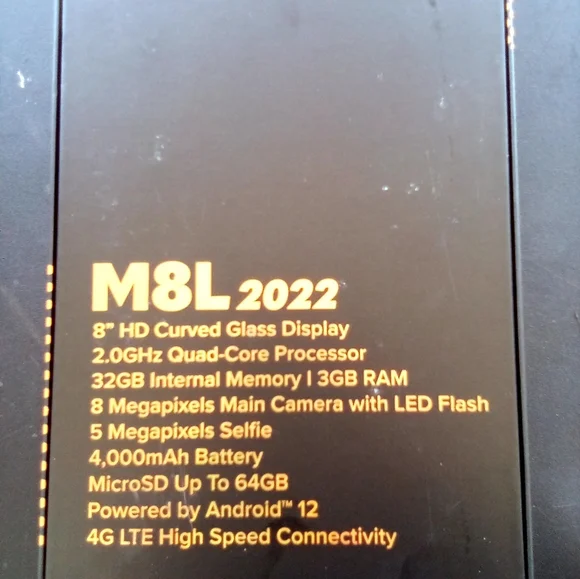 M8L 2022
8" HD Curved Glass Display
2.0GHz Quad-Core Processor
32GB Internal Memory | 3GB RAM
8 Megapixels Main Camera with LED Flash
5 Megapixels Selfie
4,000mAh Battery
MicroSD Up To 64GB
Powered by Android™ 12
4G LTE High Speed Connectivity